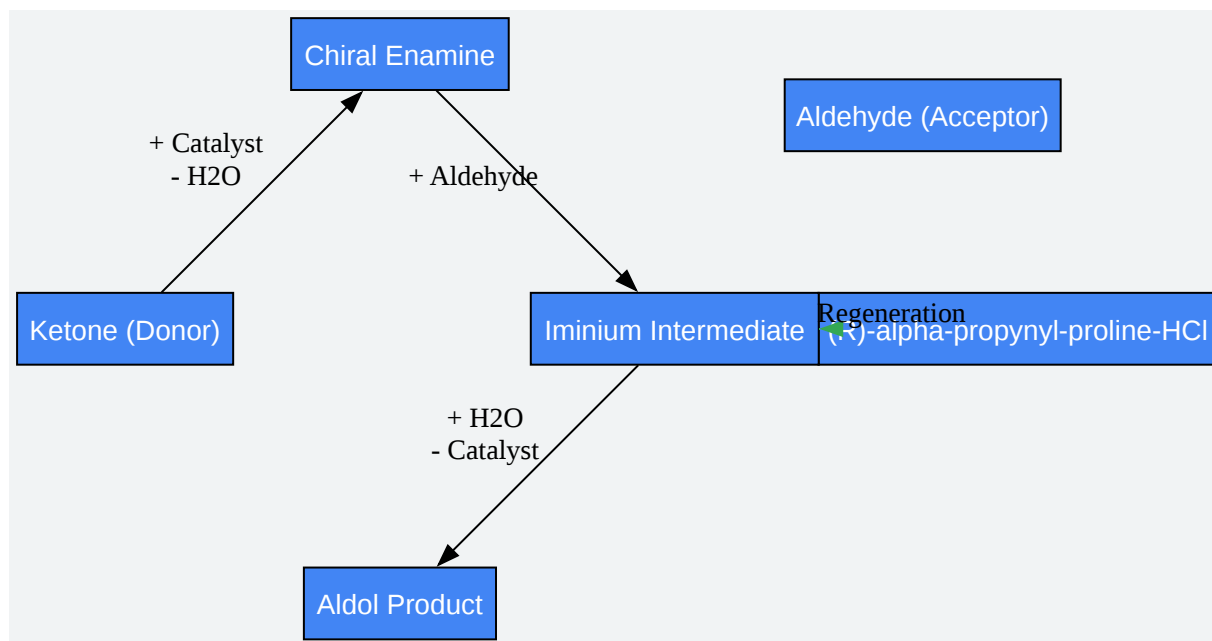 Chiral Enamine
Aldehyde (Acceptor)
+ Catalyst
- H2O
+ Aldehyde
Ketone (Donor)
Iminium Intermediate
Regeneration
(R)-alpha-propynyl-proline-HCl
+ H2O
- Catalyst
Aldol Product